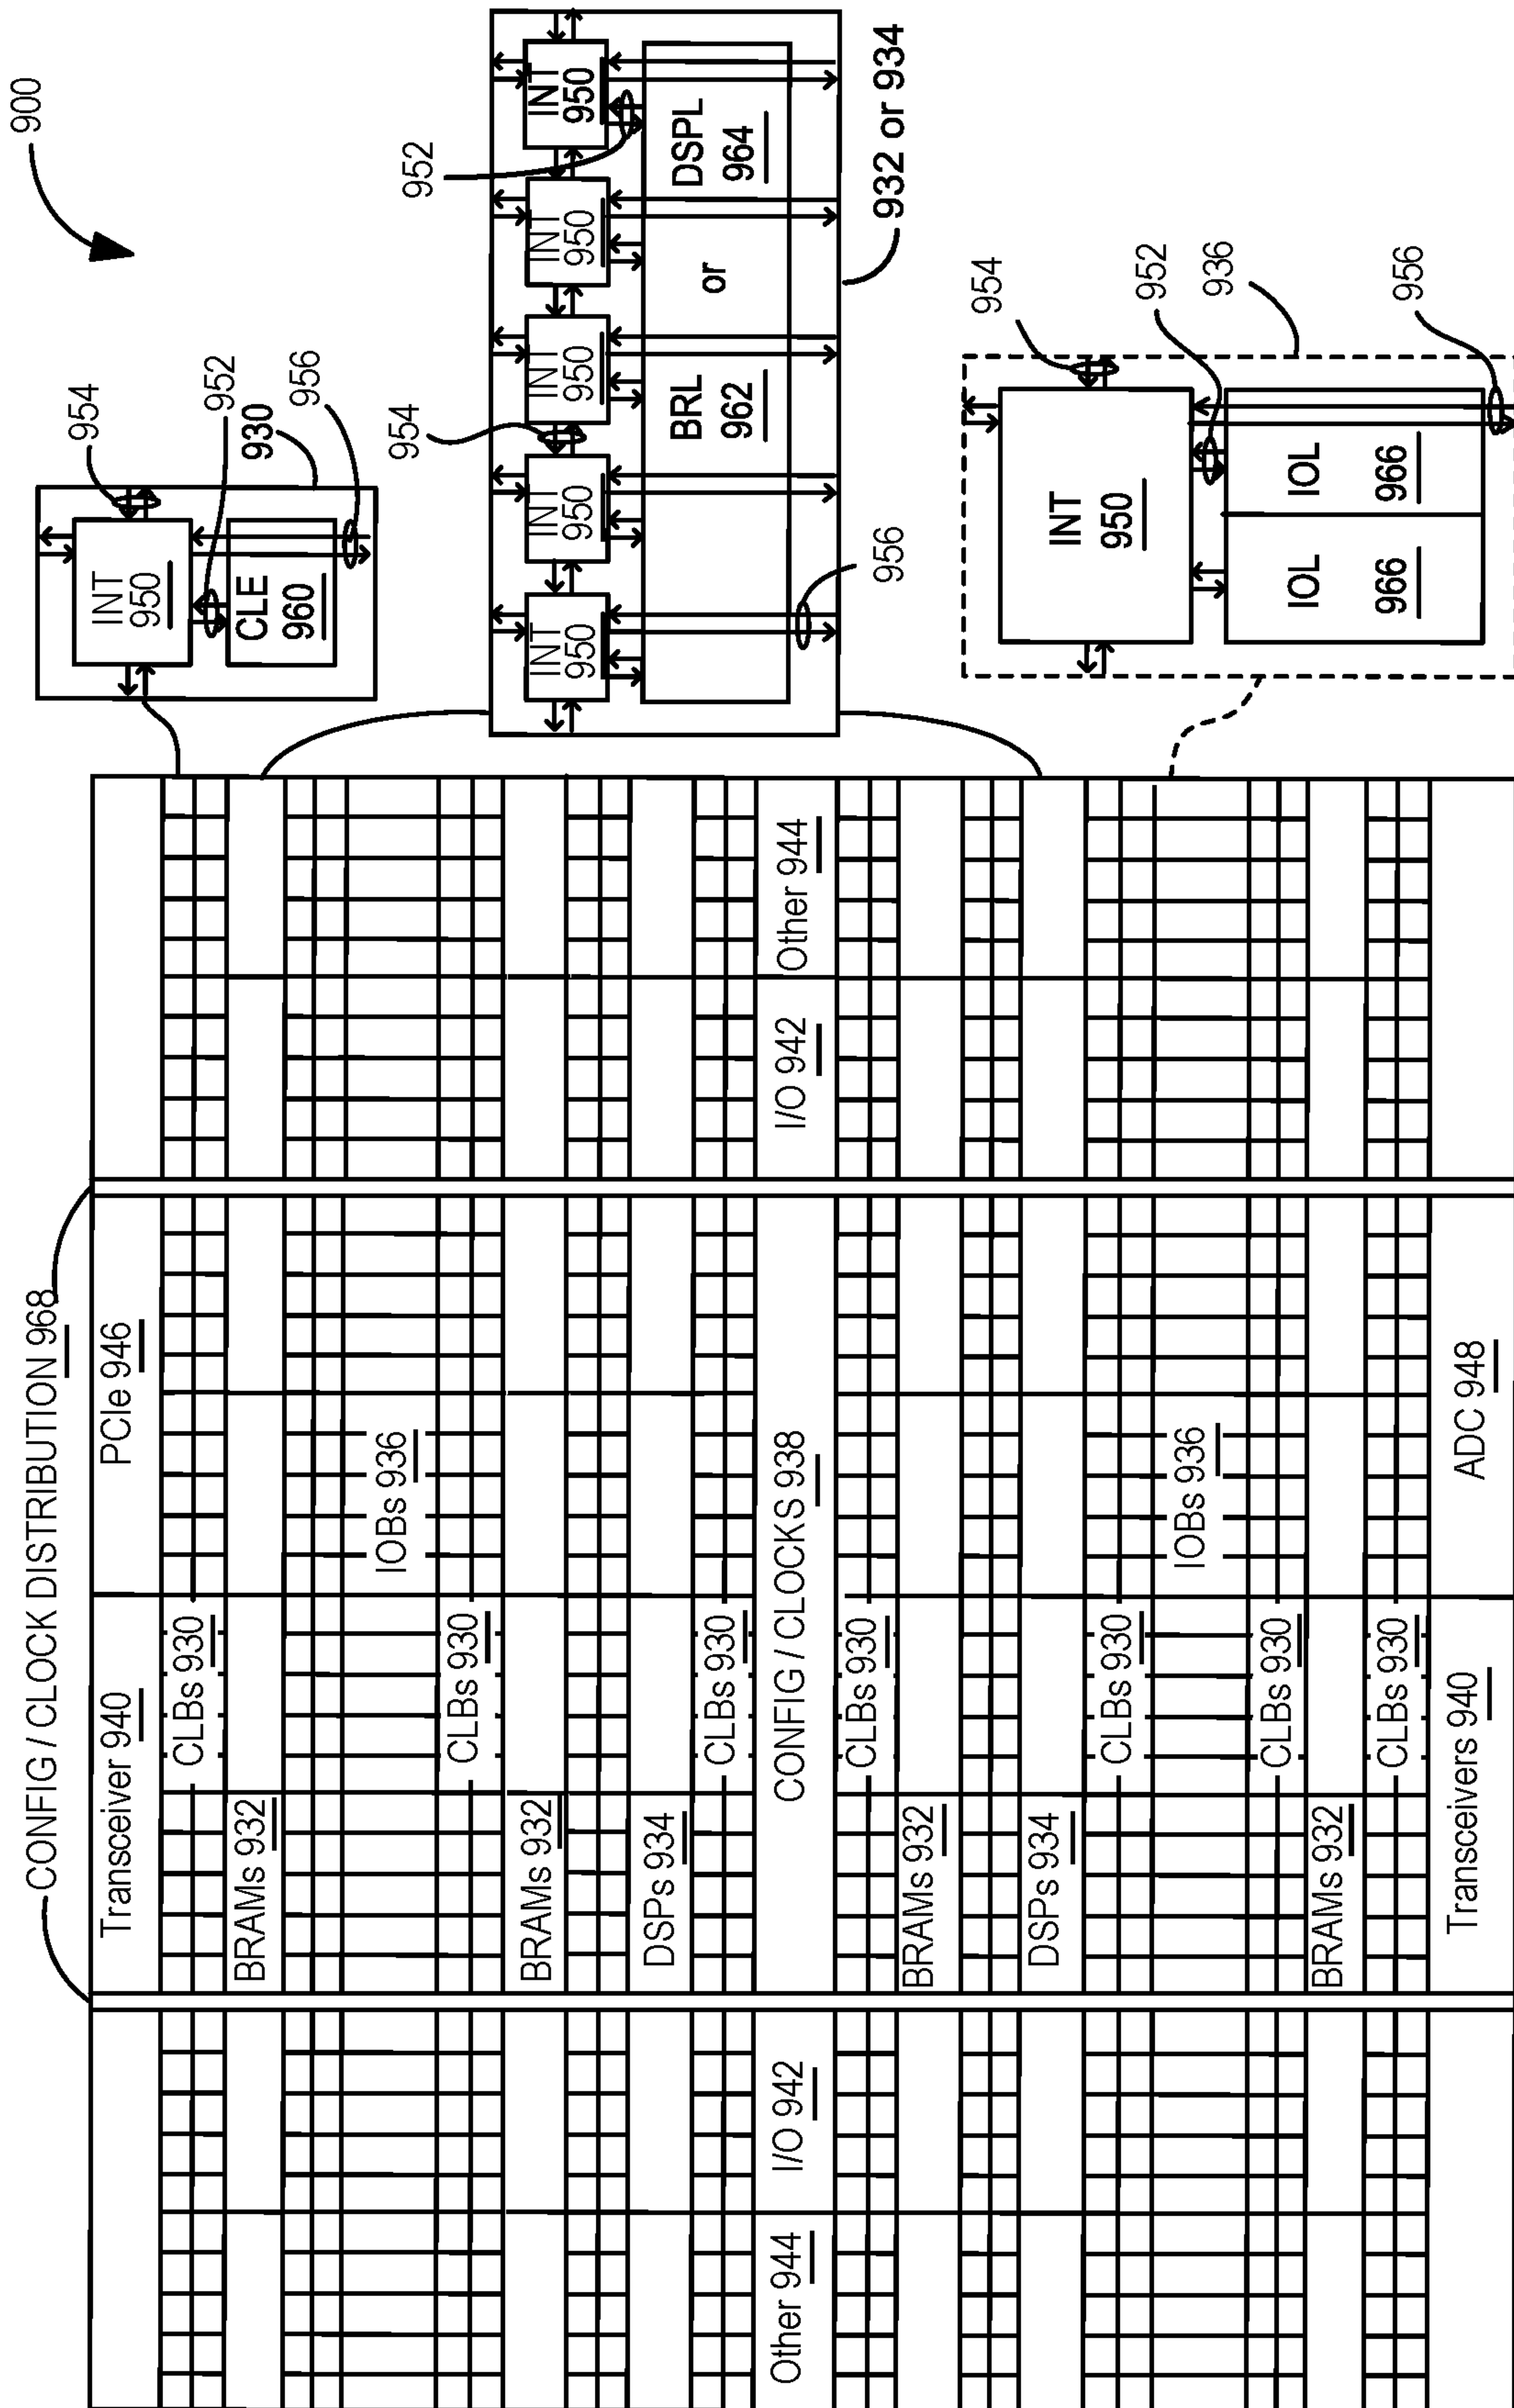 900
CONFIG / CLOCK DISTRIBUTION 968
Transceiver 940
PCIe 946
CLBs 930
BRAMs 932
IOBs 936
CLBs 930
BRAMs 932
DSPs 934
CLBs 930
Other 944
I/O 942
CONFIG / CLOCKS 938
I/O 942
Other 944
CLBs 930
BRAMs 932
DSPs 934
CLBs 930
IOBs 936
CLBs 930
BRAMs 932
CLBs 930
Transceivers 940
ADC 948
954
952
930
956
INT
950
CLE
960
952
954
INT
950
INT
950
INT
950
INT
950
INT
950
BRL
962
or
DSPL
964
956
932 or 934
954
952
936
956
INT
950
IOL
966
IOL
966